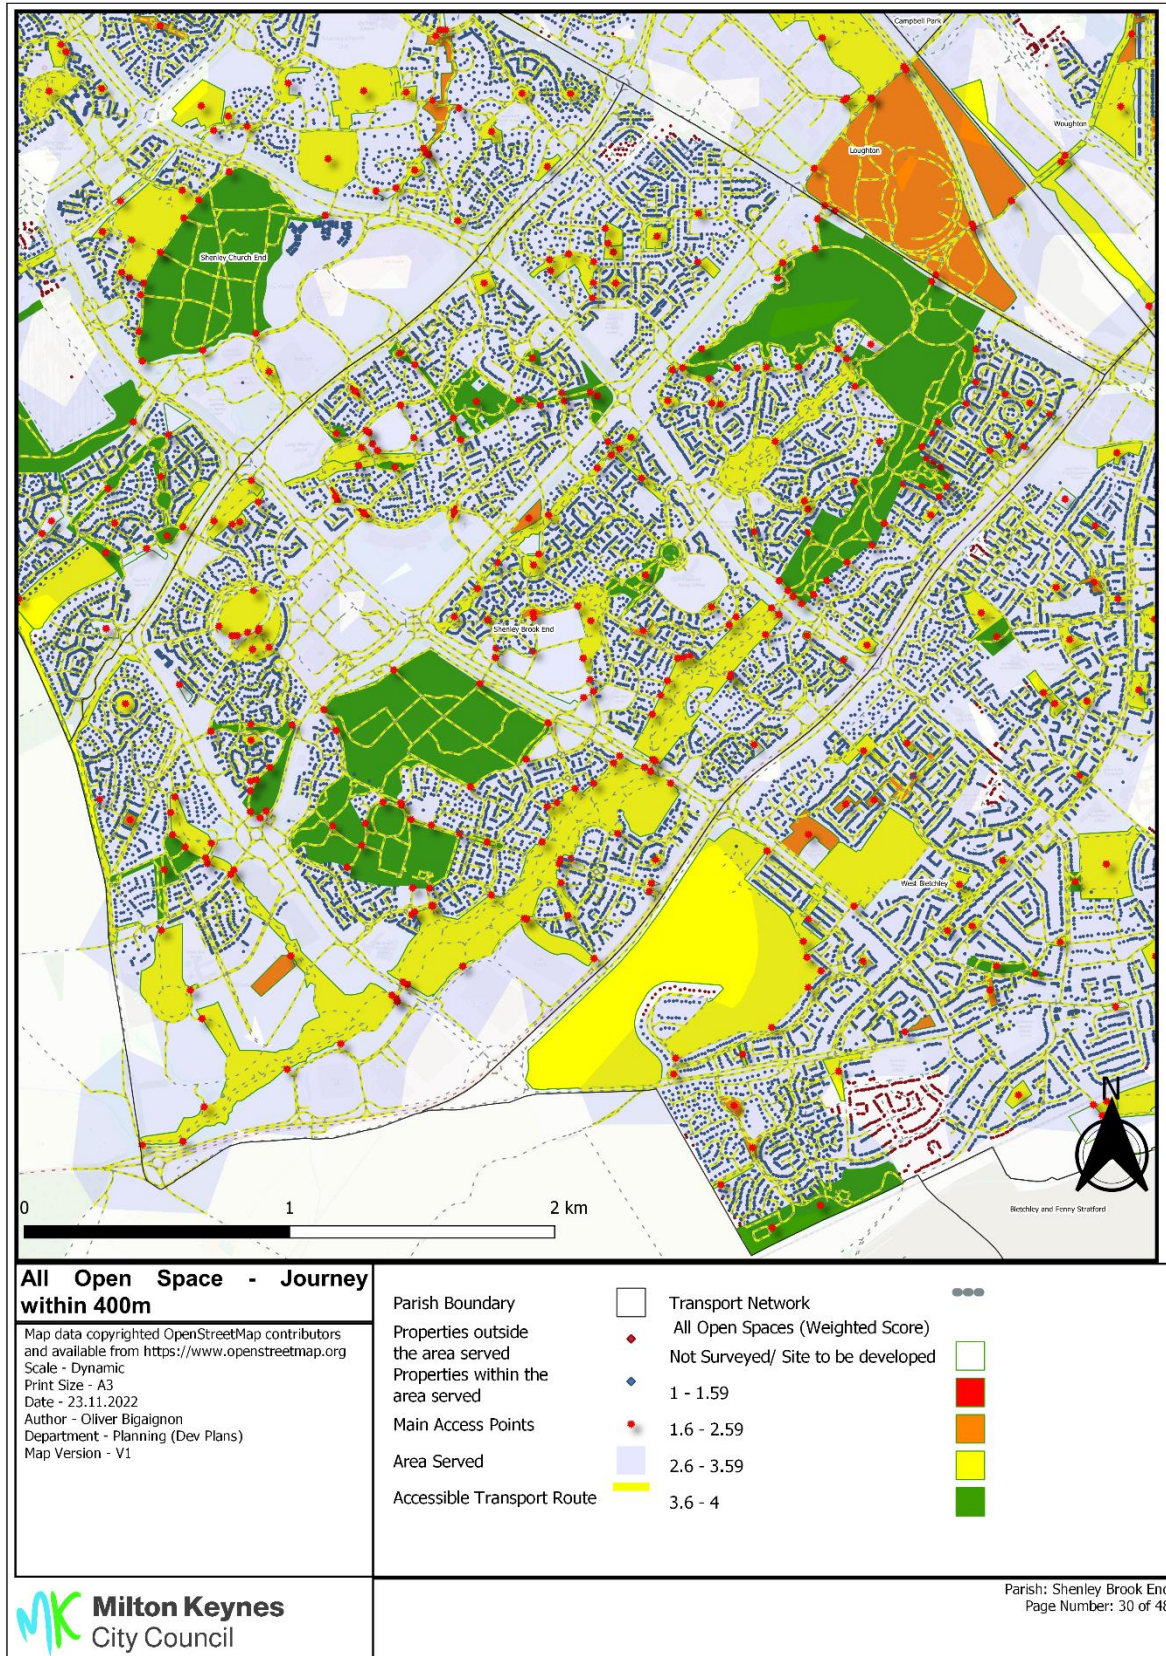 Campbell Park
Woughton
Loughton
Shenley Church End
Shenley Brook End
West Bletchley
N
0 1 2 km
Bletchley and Fenny Stratford
All Open Space - Journey
within 400m
Map data copyrighted OpenStreetMap contributors
and available from https://www.openstreetmap.org
Scale - Dynamic
Print Size - A3
Date - 23.11.2022
Author - Oliver Bigaignon
Department - Planning (Dev Plans)
Map Version - V1
Parish Boundary
Properties outside
the area served
Properties within the
area served
Main Access Points
Area Served
Accessible Transport Route
Transport Network
All Open Spaces (Weighted Score)
Not Surveyed/ Site to be developed
1 - 1.59
1.6 - 2.59
2.6 - 3.59
3.6 - 4
MK Milton Keynes
City Council
Parish: Shenley Brook End
Page Number: 30 of 48